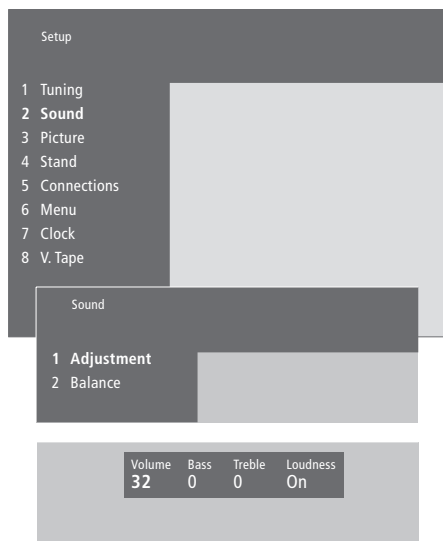 Setup
1 Tuning
2 Sound
3 Picture
4 Stand
5 Connections
6 Menu
7 Clock
8 V. Tape
Sound
1 Adjustment
2 Balance
Volume Bass Treble Loudness
32 0 0 On